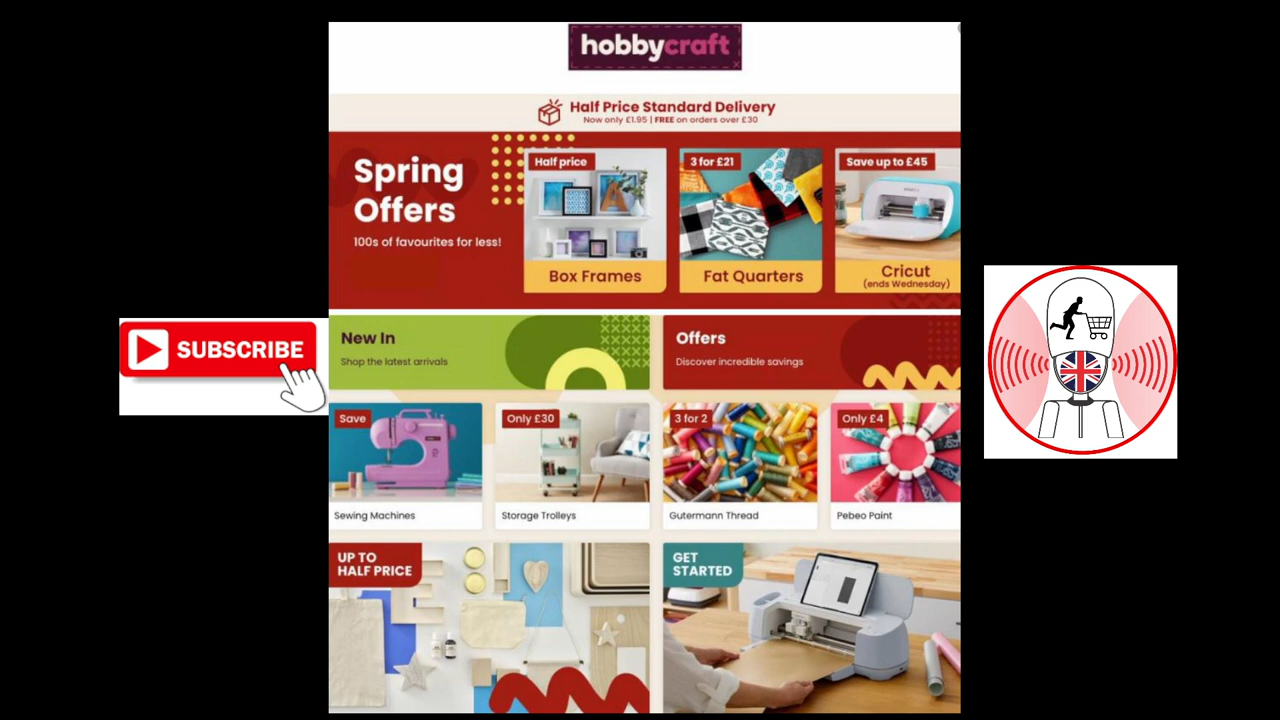 hobbycraft
Half Price Standard Delivery
Now only £1.95 | FREE on orders over £30
Spring
Offers
100s of favourites for less!
Half price
Box Frames
3 for £21
Fat Quarters
Save up to £45
Cricut
(ends Wednesday)
SUBSCRIBE
New In
Shop the latest arrivals
Offers
Discover incredible savings
Save
Sewing Machines
Only £30
Storage Trolleys
3 for 2
Gutermann Thread
Only £4
Pebeo Paint
UP TO
HALF PRICE
GET
STARTED